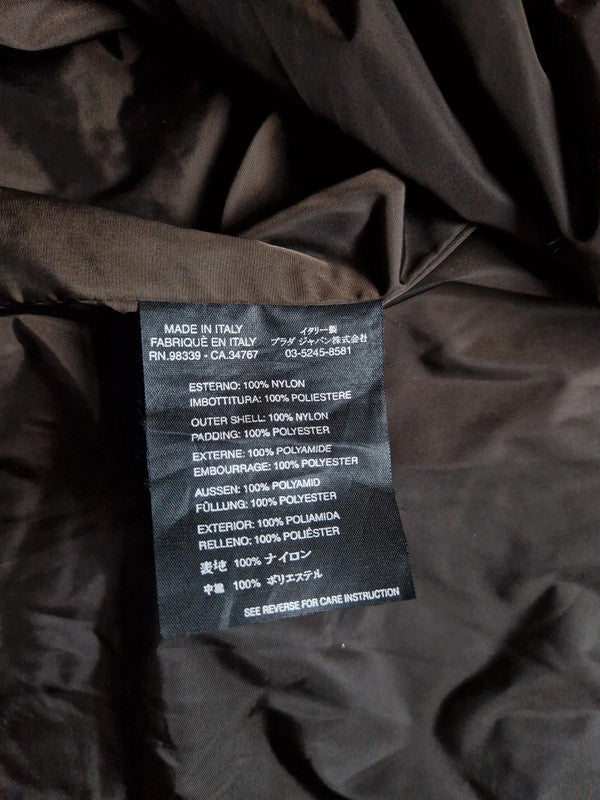 MADE IN ITALY
FABRIQUÉ EN ITALY
RN.98339 - CA.34767
イタリー製
プラダ ジャパン株式会社
03-5245-8581
ESTERNO: 100% NYLON
IMBOTTITURA: 100% POLIESTERE
OUTER SHELL: 100% NYLON
PADDING: 100% POLYESTER
EXTERNE: 100% POLYAMIDE
EMBOURRAGE: 100% POLYESTER
AUSSEN: 100% POLYAMID
FÜLLUNG: 100% POLYESTER
EXTERIOR: 100% POLIAMIDA
RELLENO: 100% POLIÉSTER
表地 100% ナイロン
100% ポリエステル
SEE REVERSE FOR CARE INSTRUCTION